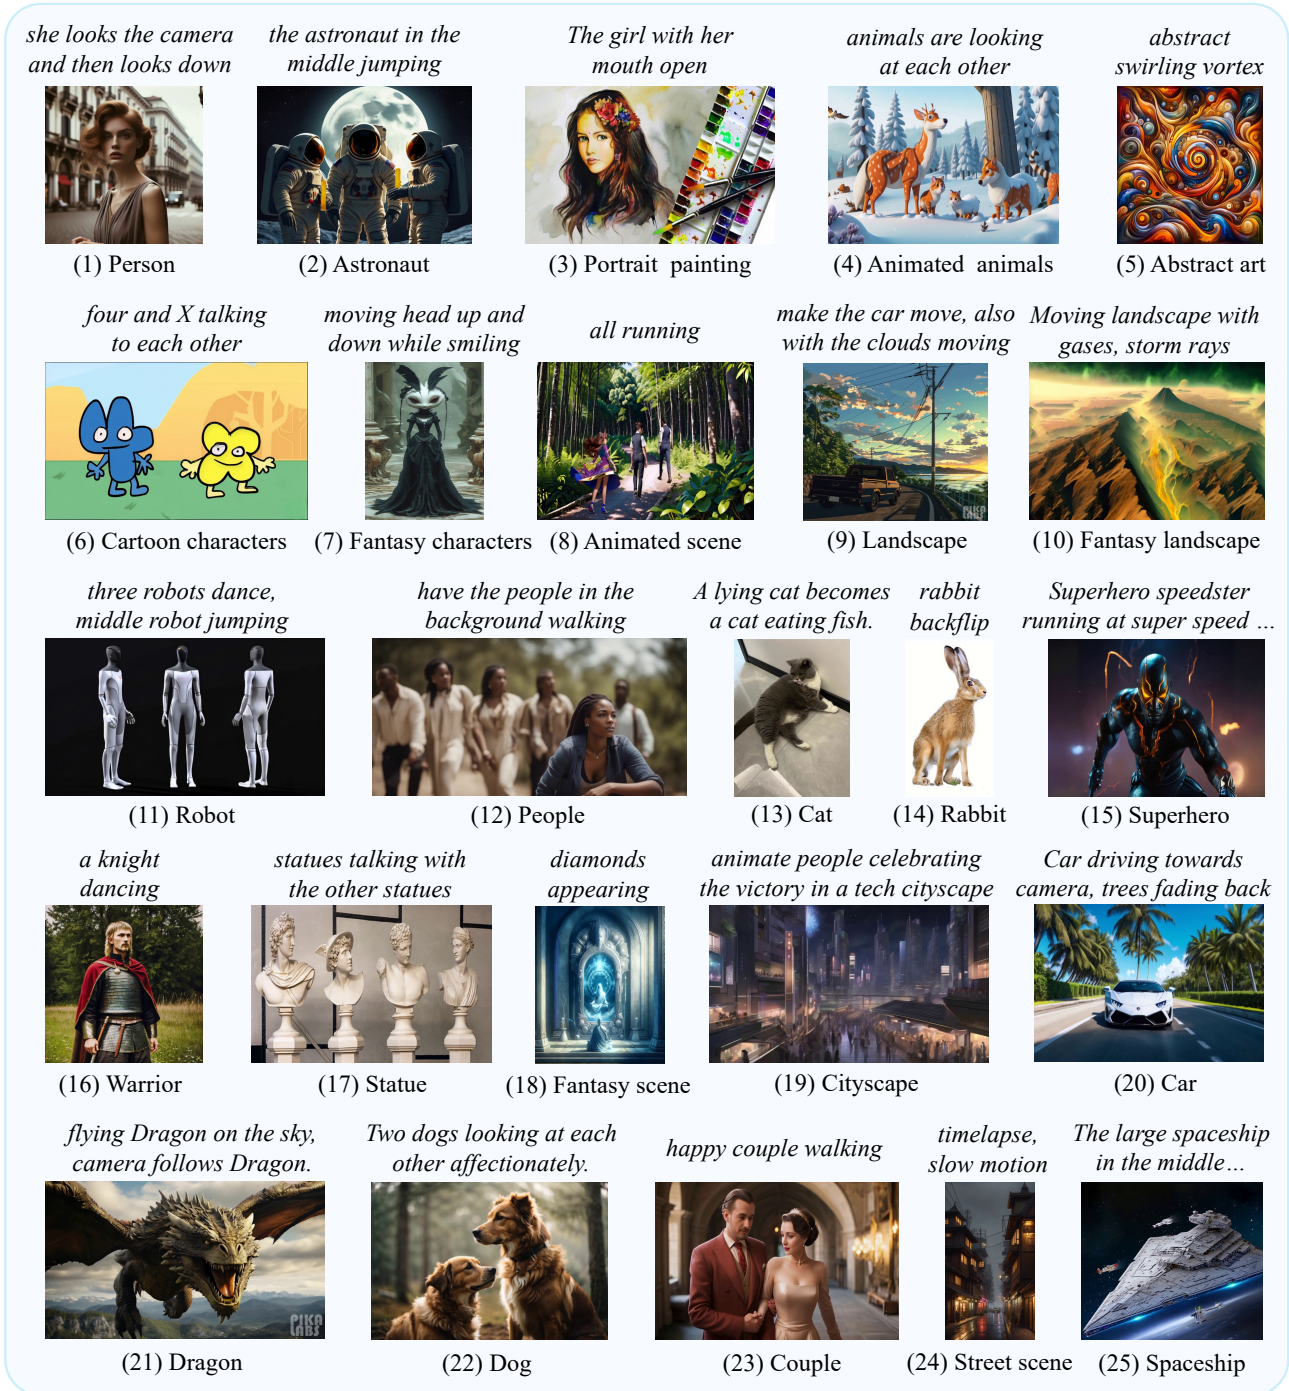 she looks the camera
and then looks down
the astronaut in the
middle jumping
The girl with her
mouth open
animals are looking
at each other
abstract
swirling vortex
(1) Person
(2) Astronaut
(3) Portrait painting
(4) Animated animals
(5) Abstract art
four and X talking
to each other
moving head up and
down while smiling
all running
make the car move, also
with the clouds moving
Moving landscape with
gases, storm rays
PIKA
LABS
(6) Cartoon characters
(7) Fantasy characters
(8) Animated scene
(9) Landscape
(10) Fantasy landscape
three robots dance,
middle robot jumping
have the people in the
background walking
A lying cat becomes
a cat eating fish.
rabbit
backflip
Superhero speedster
running at super speed ...
(11) Robot
(12) People
(13) Cat
(14) Rabbit
(15) Superhero
a knight
dancing
statues talking with
the other statues
diamonds
appearing
animate people celebrating
the victory in a tech cityscape
Car driving towards
camera, trees fading back
(16) Warrior
(17) Statue
(18) Fantasy scene
(19) Cityscape
(20) Car
flying Dragon on the sky,
camera follows Dragon.
Two dogs looking at each
other affectionately.
happy couple walking
timelapse,
slow motion
The large spaceship
in the middle...
PIKA
LABS
(21) Dragon
(22) Dog
(23) Couple
(24) Street scene
(25) Spaceship